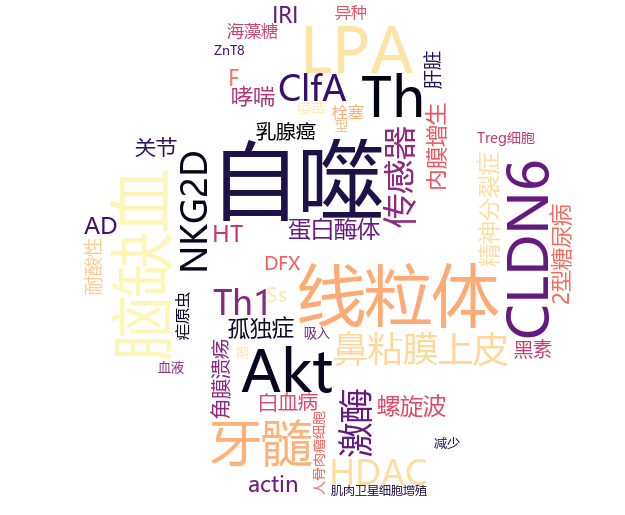 IRI
异种
海藻糖
LPA
ZnT8
肝脏
F
ClfA
Th
哮喘
疫苗
栓塞
型
乳腺癌
传感器
内膜增生
Treg细胞
关节
自噬
精神分裂症
脑缺血
NKG2D
CLDN6
AD
HT
蛋白酶体
2型糖尿病
耐酸性
DFX
线粒体
疟原虫
Th1
Ss
孤独症
吸入
鼻粘膜上皮
黑素
期
血液
角膜溃疡
Akt
白血病
激酶
螺旋波
牙髓
人骨肉瘤细胞
减少
HDAC
actin
肌肉卫星细胞增殖